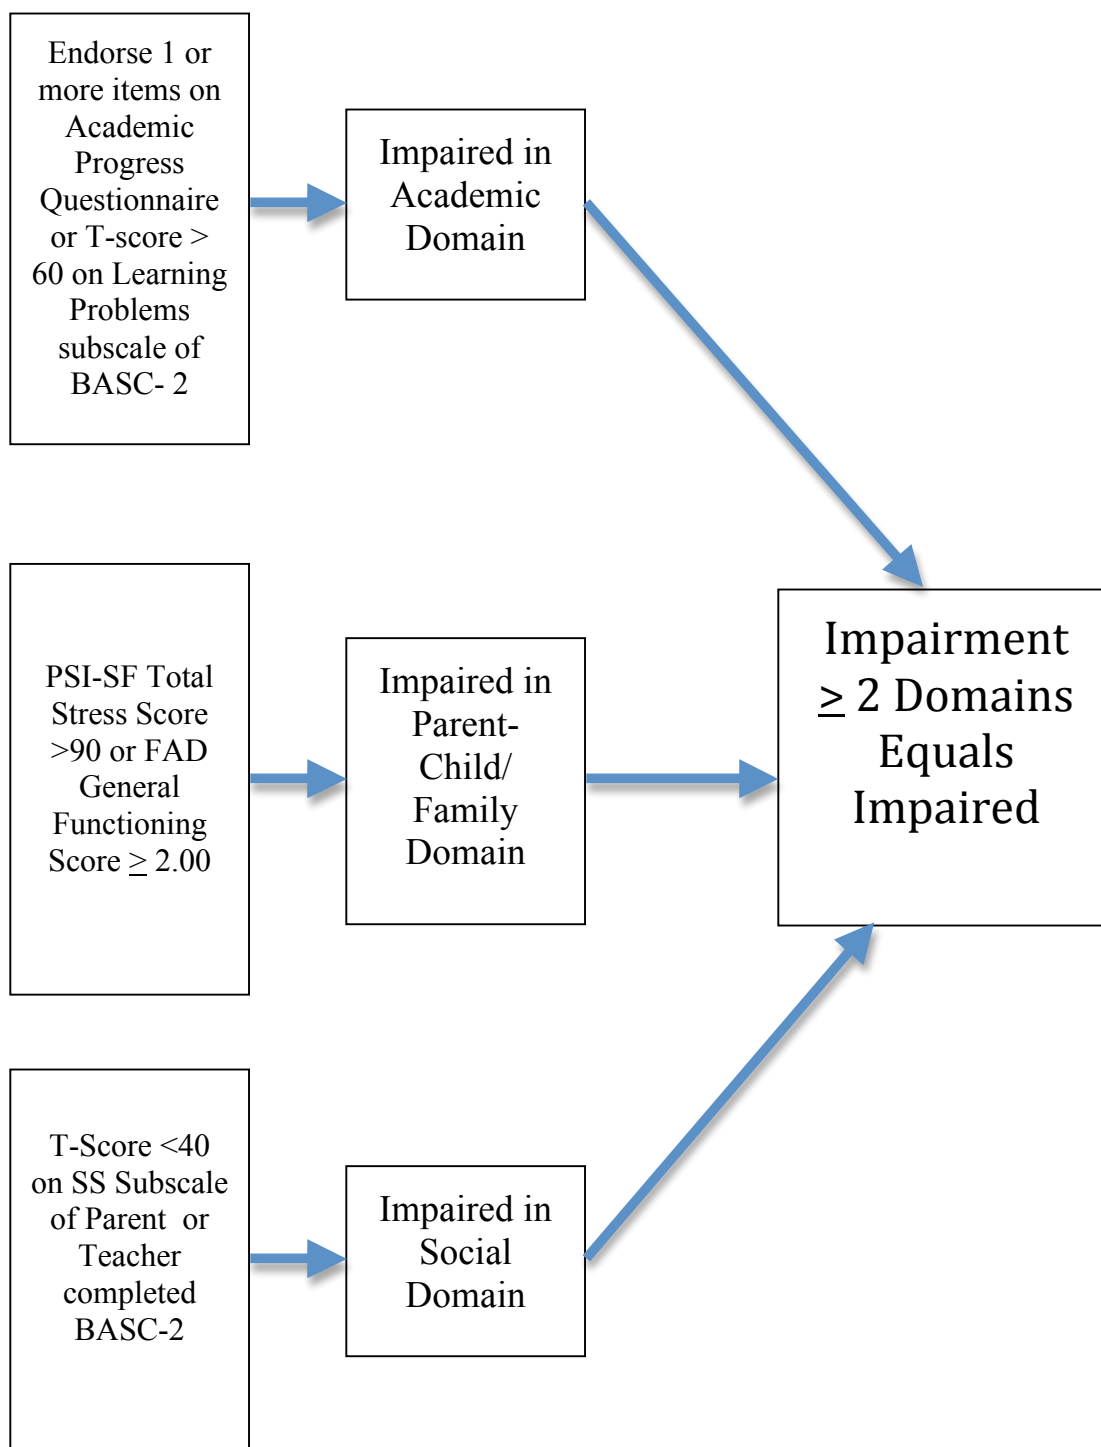 Endorse 1 or
more items on
Academic
Progress
Questionnaire
or T-score >
60 on Learning
Problems
subscale of
BASC- 2
Impaired in
Academic
Domain
PSI-SF Total
Stress Score
>90 or FAD
General
Functioning
Score ≥ 2.00
Impaired in
Parent-
Child/
Family
Domain
Impairment
≥ 2 Domains
Equals
Impaired
T-Score <40
on SS Subscale
of Parent or
Teacher
completed
BASC-2
Impaired in
Social
Domain